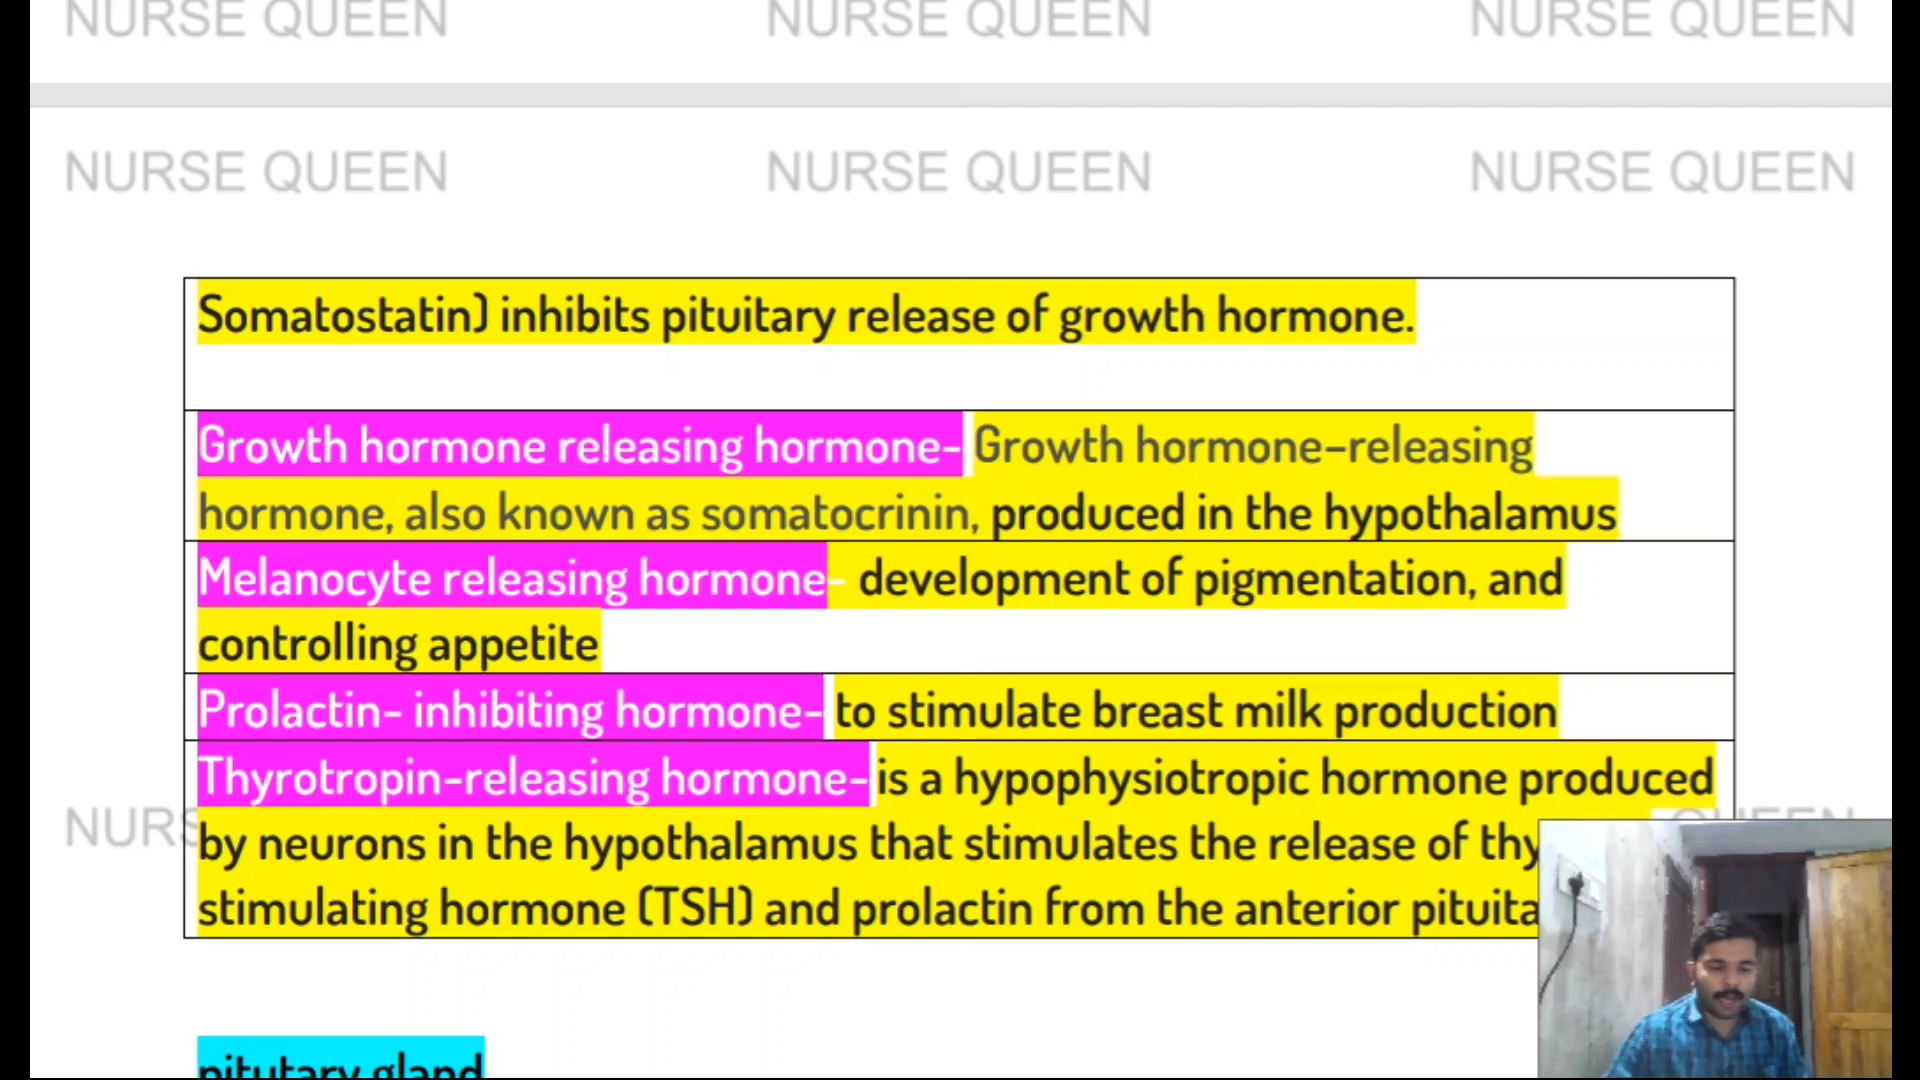 NURSE QUEEN NURSE QUEEN NURSE QUEEN
NURSE QUEEN NURSE QUEEN NURSE QUEEN
Somatostatin) inhibits pituitary release of growth hormone.
Growth hormone releasing hormone- Growth hormone–releasing
hormone, also known as somatocrinin, produced in the hypothalamus
Melanocyte releasing hormone- development of pigmentation, and
controlling appetite
Prolactin- inhibiting hormone- to stimulate breast milk production
Thyrotropin-releasing hormone- is a hypophysiotropic hormone produced
by neurons in the hypothalamus that stimulates the release of thy
stimulating hormone (TSH) and prolactin from the anterior pituita
pitutary gland